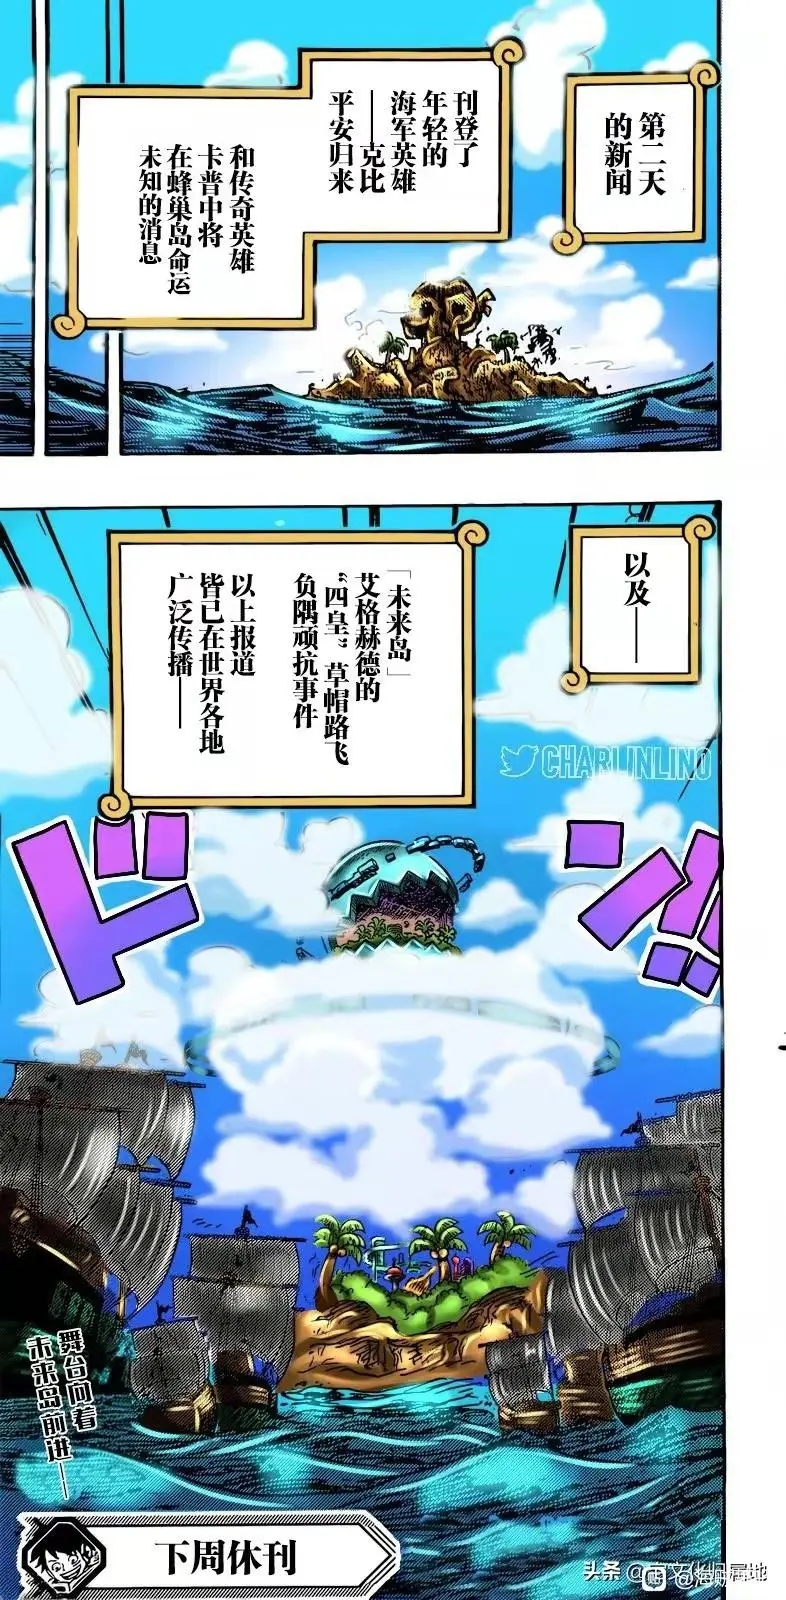 第二天
的新闻
刊登了
年轻的
海军英雄
——克比
平安归来
和传奇英雄
卡普中将
在蜂巢岛命运
未知的消息
以及——
「未来岛」
艾格赫德的
“四皇”草帽路飞
负隅顽抗事件
以上报道
皆已在世界各地
广泛传播——
CHARLINLINO
ドン!!
舞台向着
未来岛前进——
下周休刊